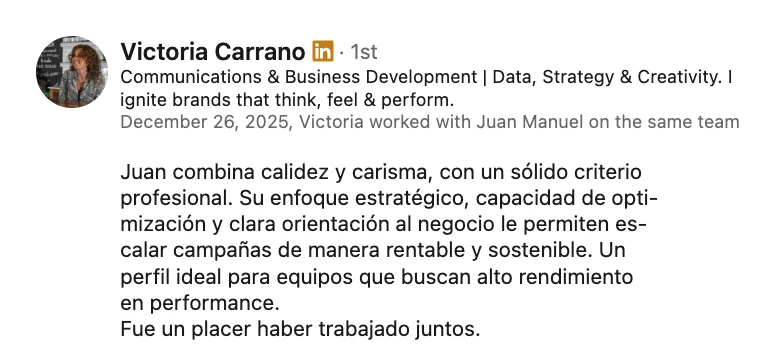 Victoria Carrano in · 1st
Communications & Business Development | Data, Strategy & Creativity. I
ignite brands that think, feel & perform.
December 26, 2025, Victoria worked with Juan Manuel on the same team
Juan combina calidez y carisma, con un sólido criterio
profesional. Su enfoque estratégico, capacidad de opti-
mización y clara orientación al negocio le permiten es-
calar campañas de manera rentable y sostenible. Un
perfil ideal para equipos que buscan alto rendimiento
en performance.
Fue un placer haber trabajado juntos.